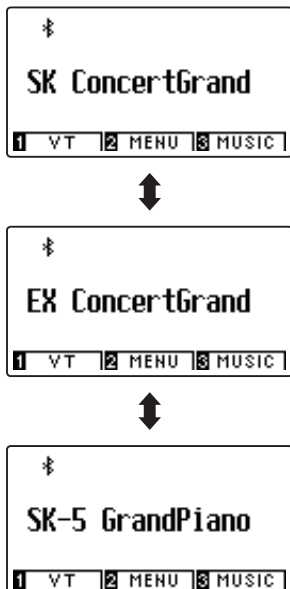 SK ConcertGrand
1 VT 2 MENU 3 MUSIC
EX ConcertGrand
1 VT 2 MENU 3 MUSIC
SK-5 GrandPiano
1 VT 2 MENU 3 MUSIC